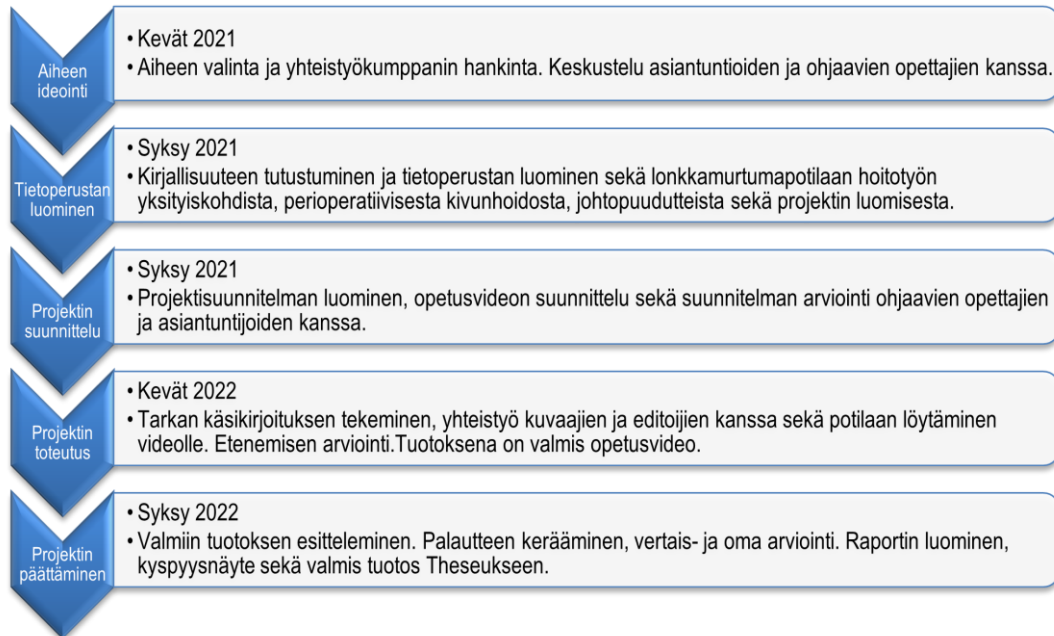 Aiheen
ideointi
• Kevät 2021
• Aiheen valinta ja yhteistyökumppanin hankinta. Keskustelu asiantuntioiden ja ohjaavien opettajien kanssa.
Tietoperustan
luominen
• Syksy 2021
• Kirjallisuuteen tutustuminen ja tietoperustan luominen sekä lonkkamurtumapotilaan hoitotyön
yksityiskohdista, perioperatiivisesta kivunhoidosta, johtopuudutteista sekä projektin luomisesta.
Projektin
suunnittelu
• Syksy 2021
• Projektisuunnitelman luominen, opetusvideon suunnittelu sekä suunnitelman arviointi ohjaavien opettajien
ja asiantuntijoiden kanssa.
Projektin
toteutus
• Kevät 2022
• Tarkan käsikirjoituksen tekeminen, yhteistyö kuvaajien ja editoijien kanssa sekä potilaan löytäminen
videolle. Etenemisen arviointi.Tuotoksena on valmis opetusvideo.
Projektin
päättäminen
• Syksy 2022
• Valmiin tuotoksen esitteleminen. Palautteen kerääminen, vertais- ja oma arviointi. Raportin luominen,
kyspyysnäyte sekä valmis tuotos Theseukseen.